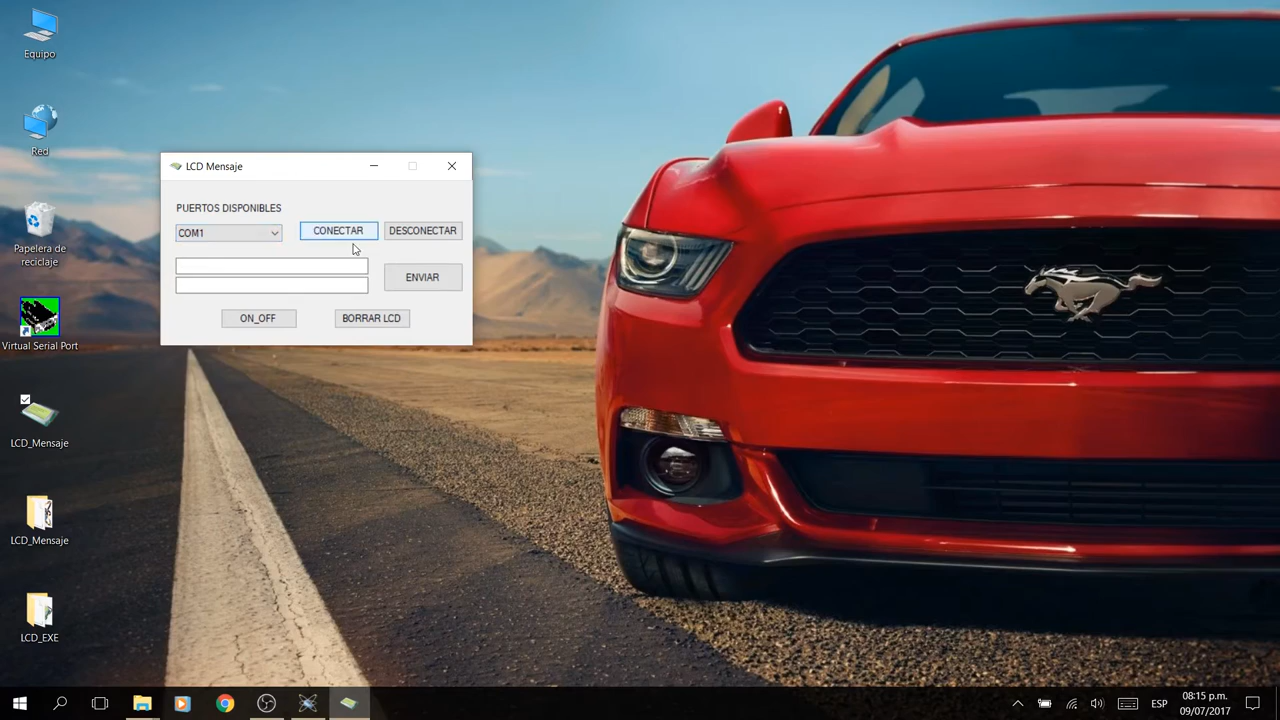 Equipo
Red
Papelera de
reciclaje
Virtual Serial Port
LCD_Mensaje
LCD_Mensaje
LCD_EXE
LCD Mensaje
PUERTOS DISPONIBLES
COM1
CONECTAR
DESCONECTAR
ENVIAR
ON_OFF
BORRAR LCD
ESP
08:15 p.m.
09/07/2017